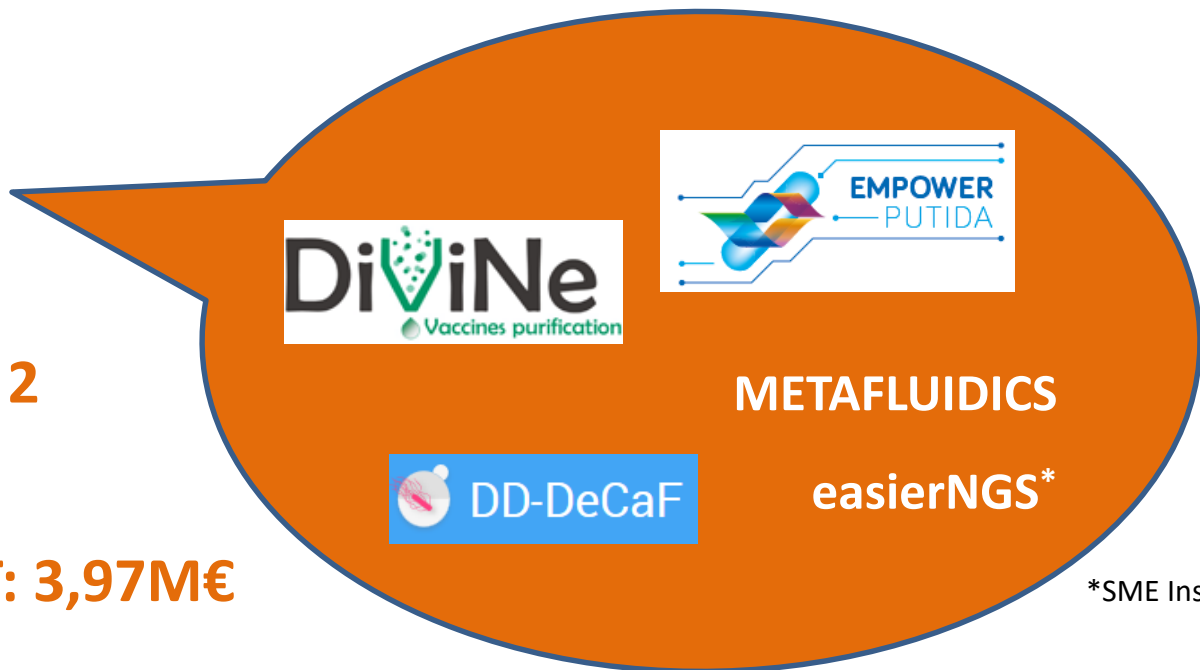 EMPOWER
PUTIDA
DiViNe
Vaccines purification
2
METAFLUIDICS
DD-DeCaF
easierNGS*
: 3,97M€
*SME Ins